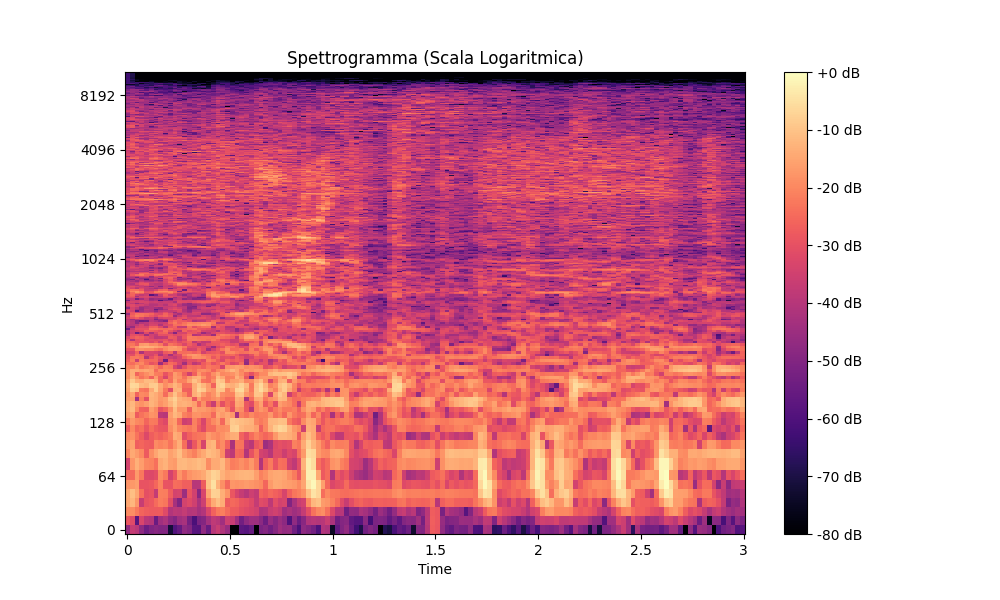 Spettrogramma (Scala Logaritmica)
Hz
8192
4096
2048
1024
512
256
128
64
0
0
0.5
1
1.5
2
2.5
3
Time
+0 dB
-10 dB
-20 dB
-30 dB
-40 dB
-50 dB
-60 dB
-70 dB
-80 dB